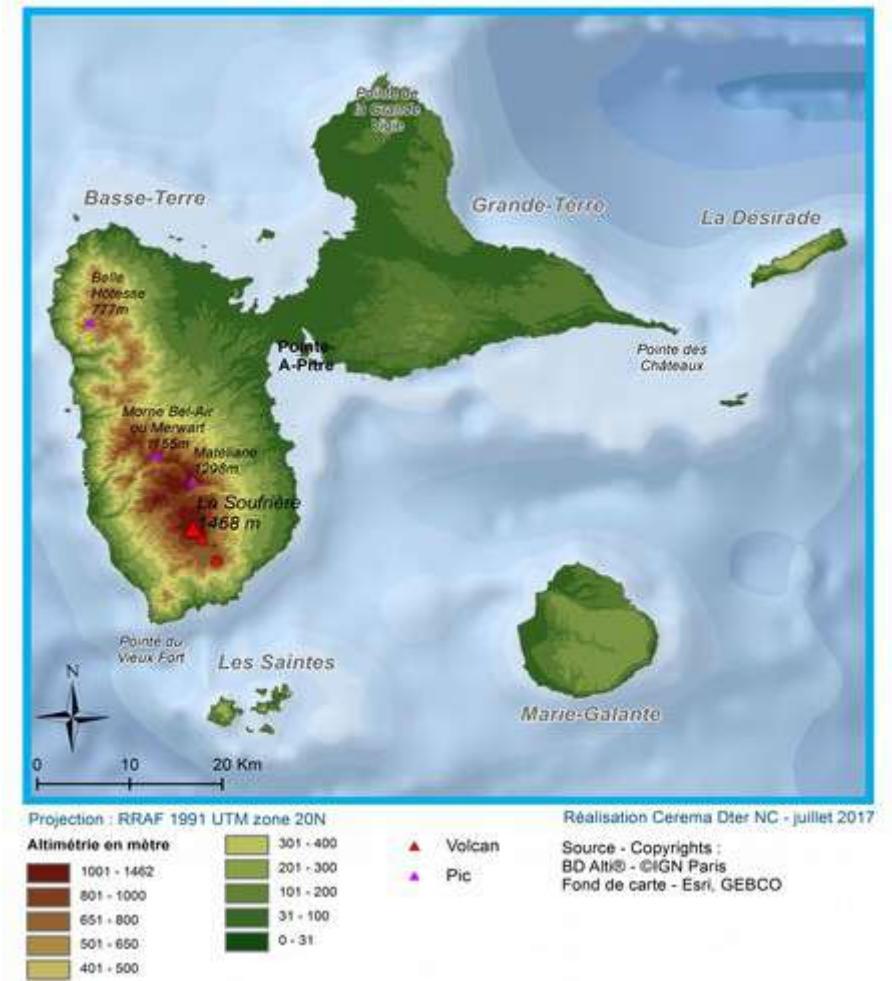 Pointe de
la Grande
Vigie
Basse-Terre
Grande-Terre
La Désirade
Belle
Hôtesse
777m
Pointe-
A-Pitre
Pointe des
Châteaux
Morne Bel-Air
ou Merwart
1155m
Matéliane
1298m
La Soufrière
1468 m
Pointe du
Vieux Fort
Les Saintes
Marie-Galante
N
0 10 20 Km
Projection : RRAF 1991 UTM zone 20N
Réalisation Cerema Dter NC - juillet 2017
Altimétrie en mètre
1001 - 1462
801 - 1000
651 - 800
501 - 650
401 - 500
301 - 400
201 - 300
101 - 200
31 - 100
0 - 31
Volcan
Pic
Source - Copyrights :
BD Alti® - ©IGN Paris
Fond de carte - Esri, GEBCO